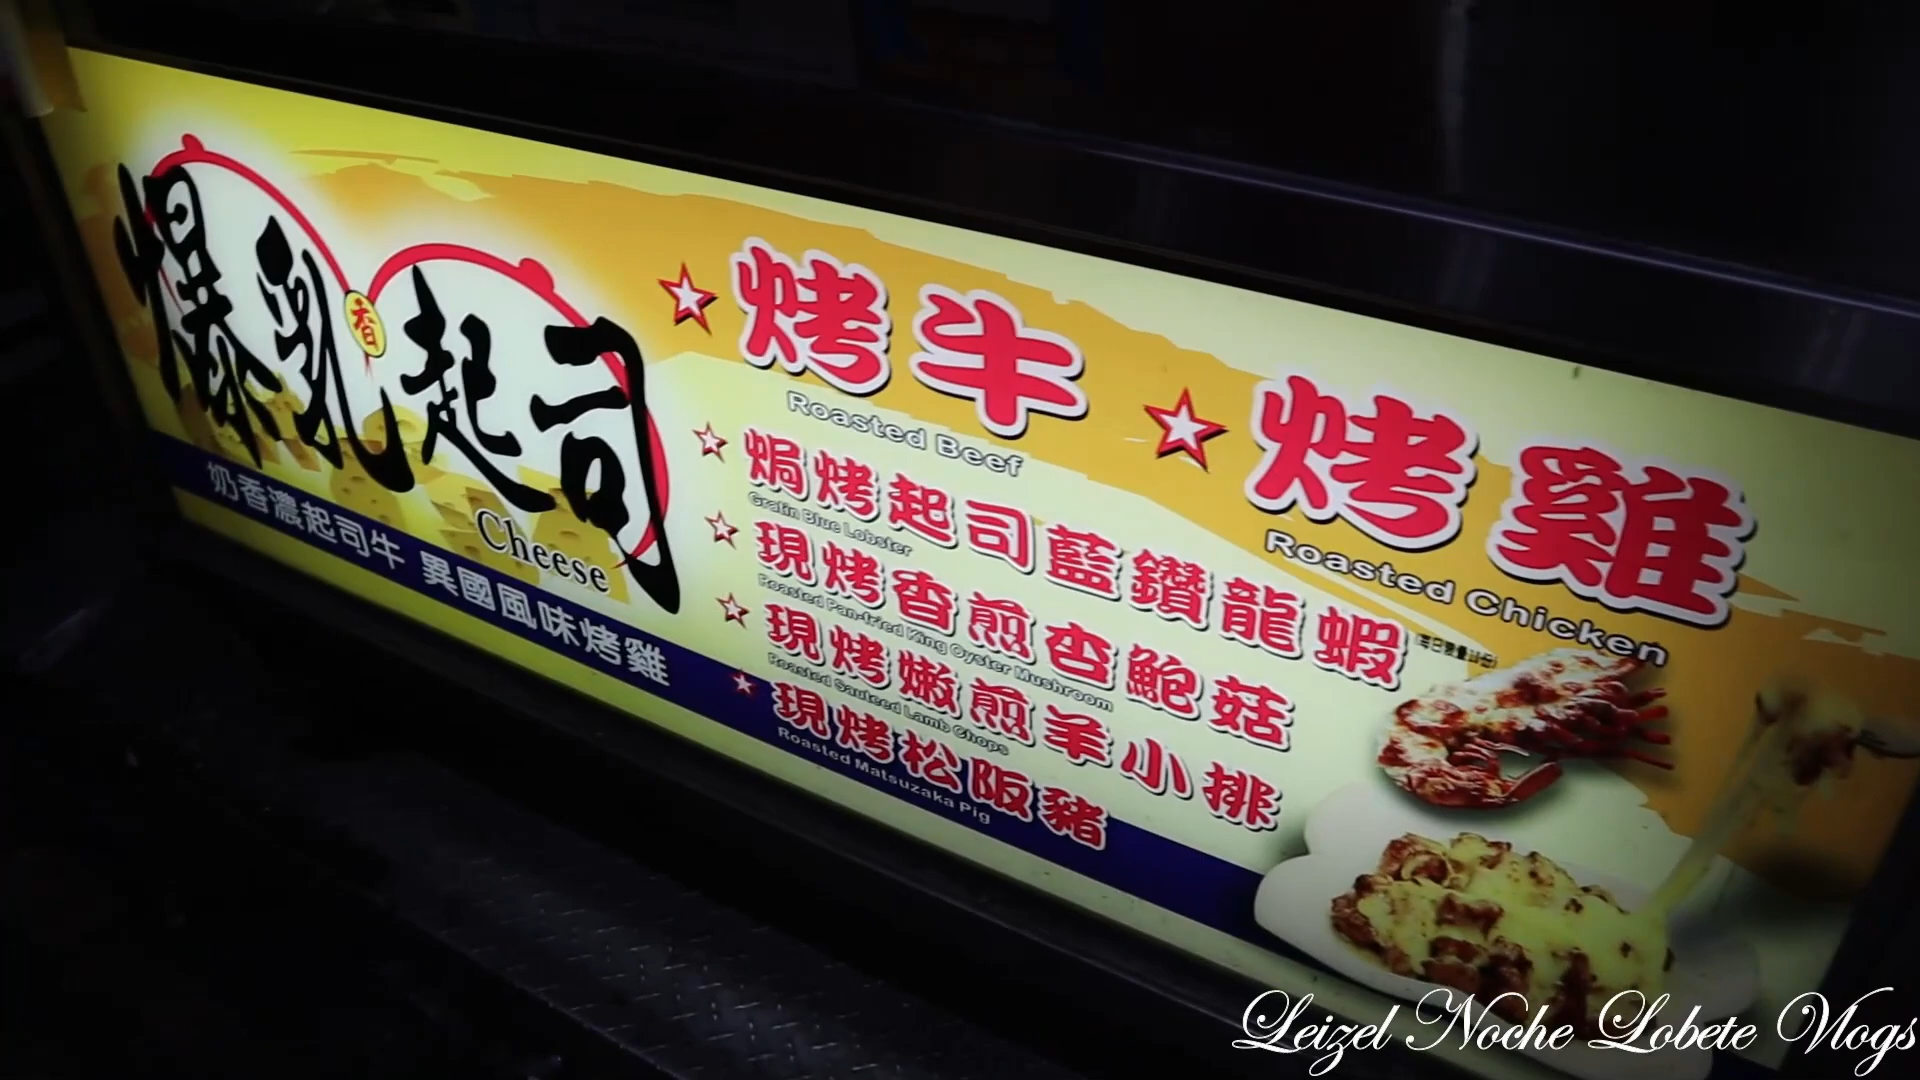 爆乳香起司
Cheese
奶香濃起司牛 異國風味烤雞
烤牛
Roasted Beef
烤雞
Roasted Chicken
焗烤起司藍鑽龍蝦
Gratin Blue Lobster
現烤香煎杏鮑菇
Roasted Pan-fried King Oyster Mushroom
現烤嫩煎羊小排
Roasted Sauteed Lamb Chops
現烤松阪豬
Roasted Matsuzaka Pig
Leizel Noche Lobete Vlogs